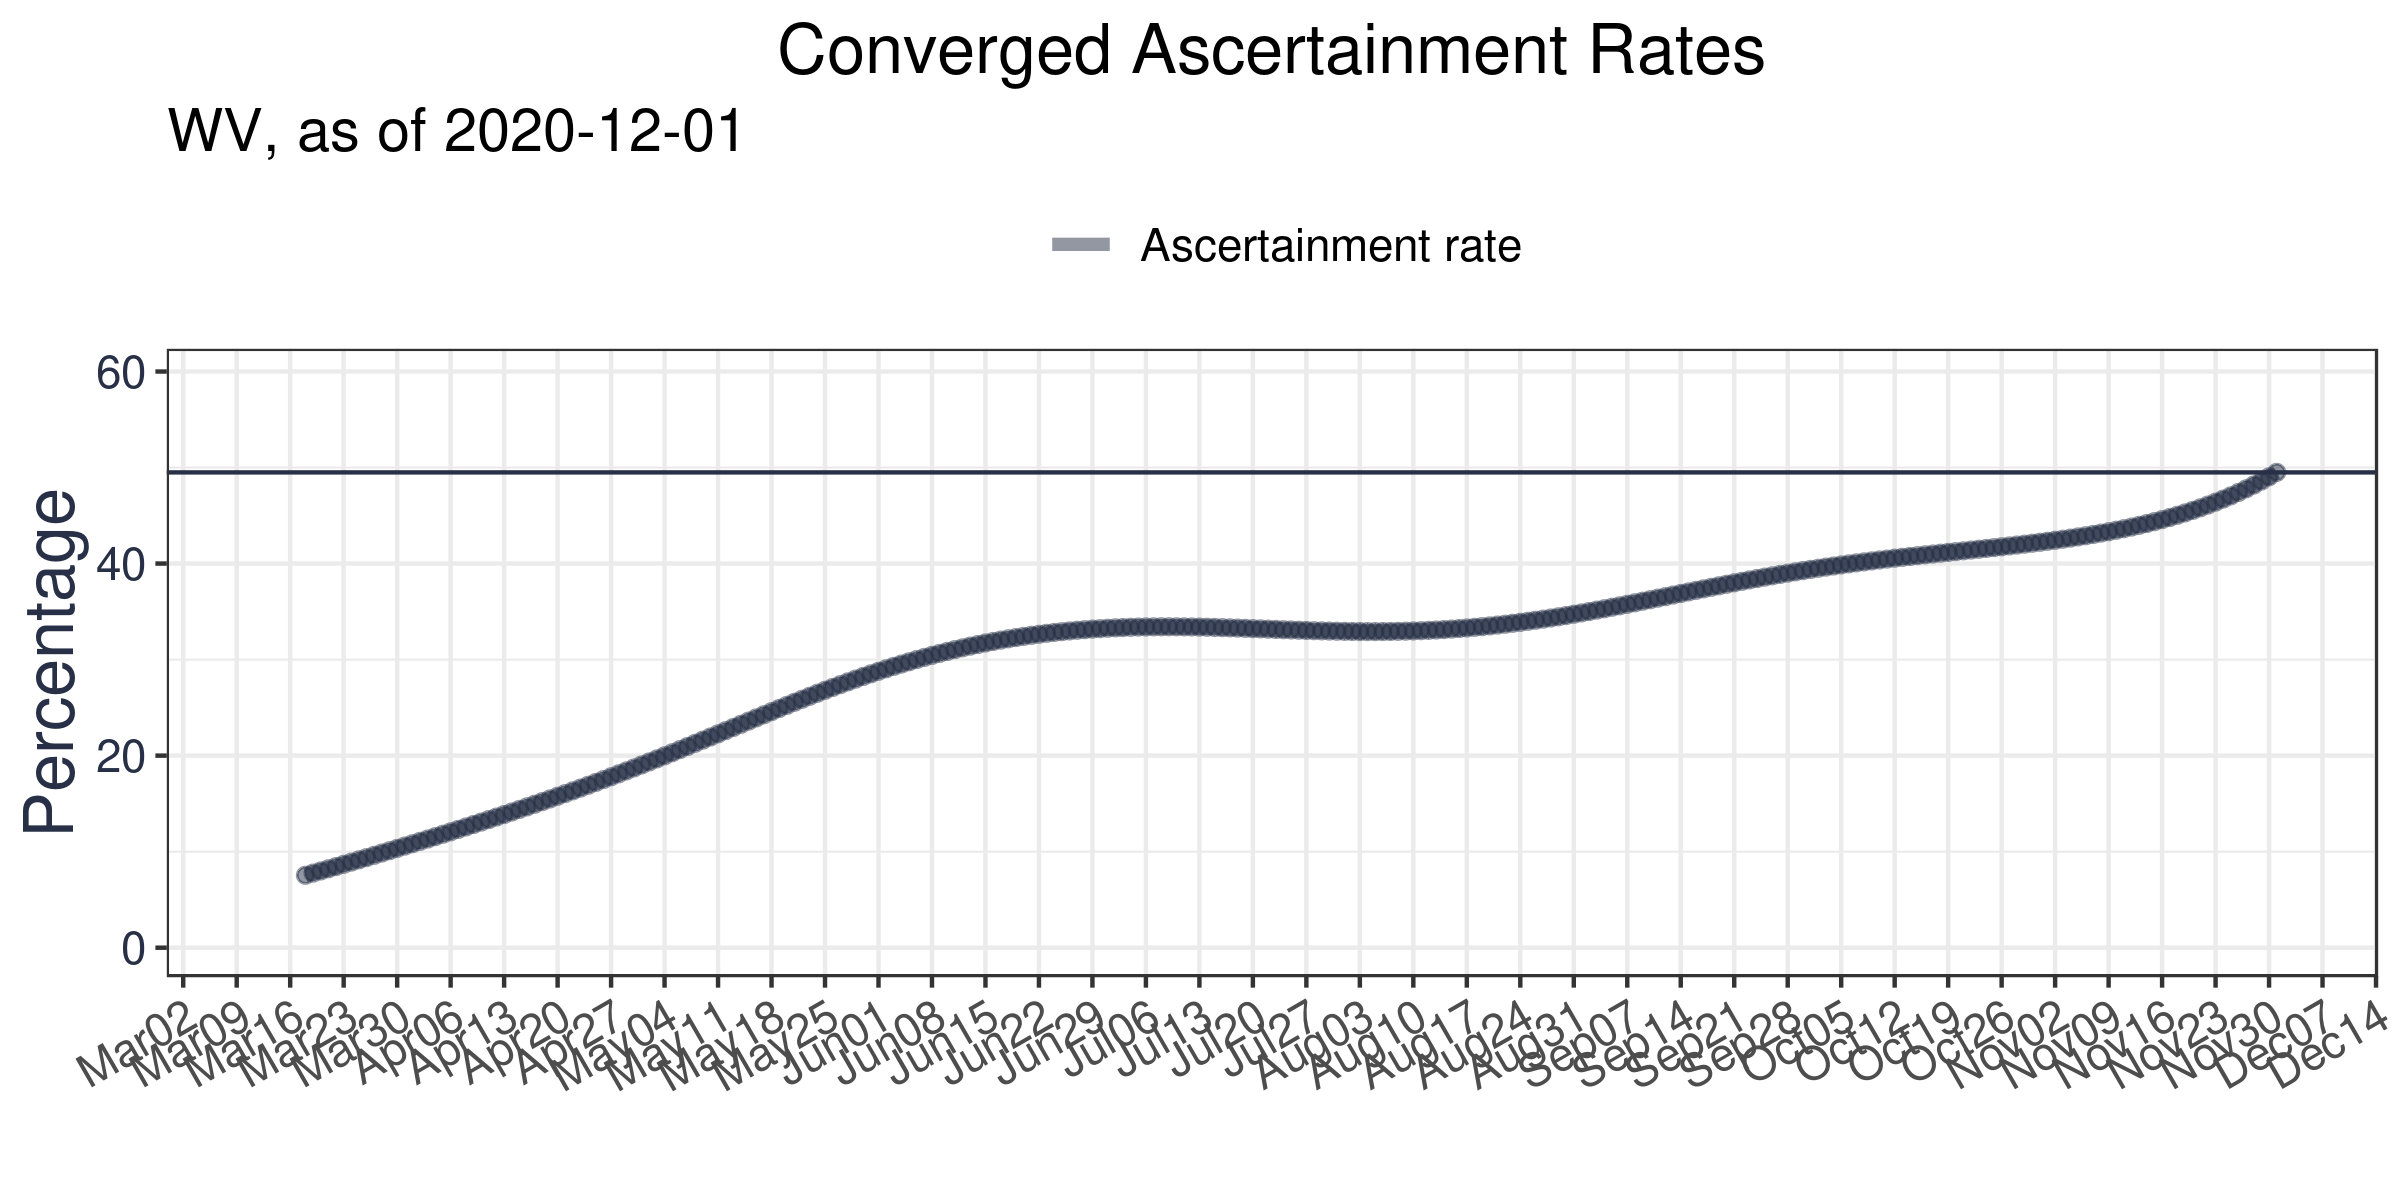 Converged Ascertainment Rates
WV, as of 2020-12-01
Ascertainment rate
Percentage
60
40
20
0
Mar02
Mar09
Mar16
Mar23
Mar30
Apr06
Apr13
Apr20
Apr27
May04
May11
May18
May25
Jun01
Jun08
Jun15
Jun22
Jun29
Jul06
Jul13
Jul20
Jul27
Aug03
Aug10
Aug17
Aug24
Aug31
Sep07
Sep14
Sep21
Sep28
Oct05
Oct12
Oct19
Oct26
Nov02
Nov09
Nov16
Nov23
Nov30
Dec07
Dec14